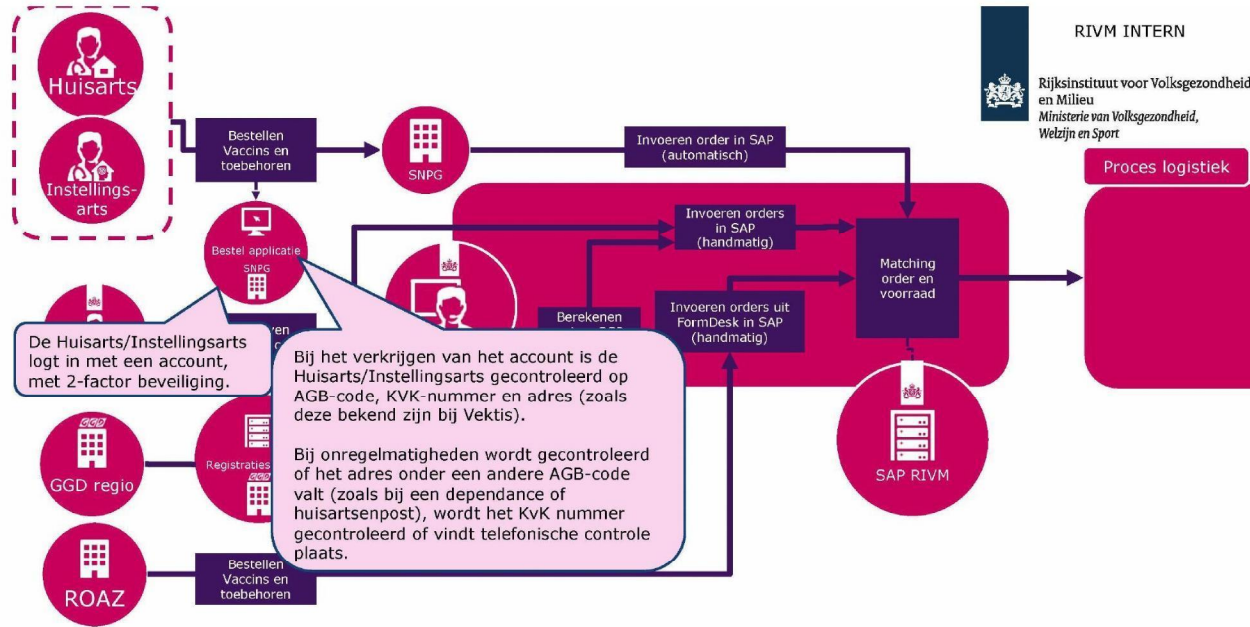 Huisarts
Instellings-
arts
Bestellen
Vaccins en
toebehoren
SNPG
Invoeren order in SAP
(automatisch)
RIVM INTERN
Rijksinstituut voor Volksgezondheid
en Milieu
Ministerie van Volksgezondheid,
Welzijn en Sport
Proces logistiek
Bestel applicatie
SNPG
Invoeren orders
in SAP
(handmatig)
Matching
order en
voorraad
Berekenen
Invoeren orders uit
FormDesk in SAP
(handmatig)
De Huisarts/Instellingsarts
logt in met een account,
met 2-factor beveiliging.
Bij het verkrijgen van het account is de
Huisarts/Instellingsarts gecontroleerd op
AGB-code, KVK-nummer en adres (zoals
deze bekend zijn bij Vektis).
Bij onregelmatigheden wordt gecontroleerd
of het adres onder een andere AGB-code
valt (zoals bij een dependance of
huisartsenpost), wordt het KvK nummer
gecontroleerd of vindt telefonische controle
plaats.
GGD regio
Registraties
SAP RIVM
ROAZ
Bestellen
Vaccins en
toebehoren